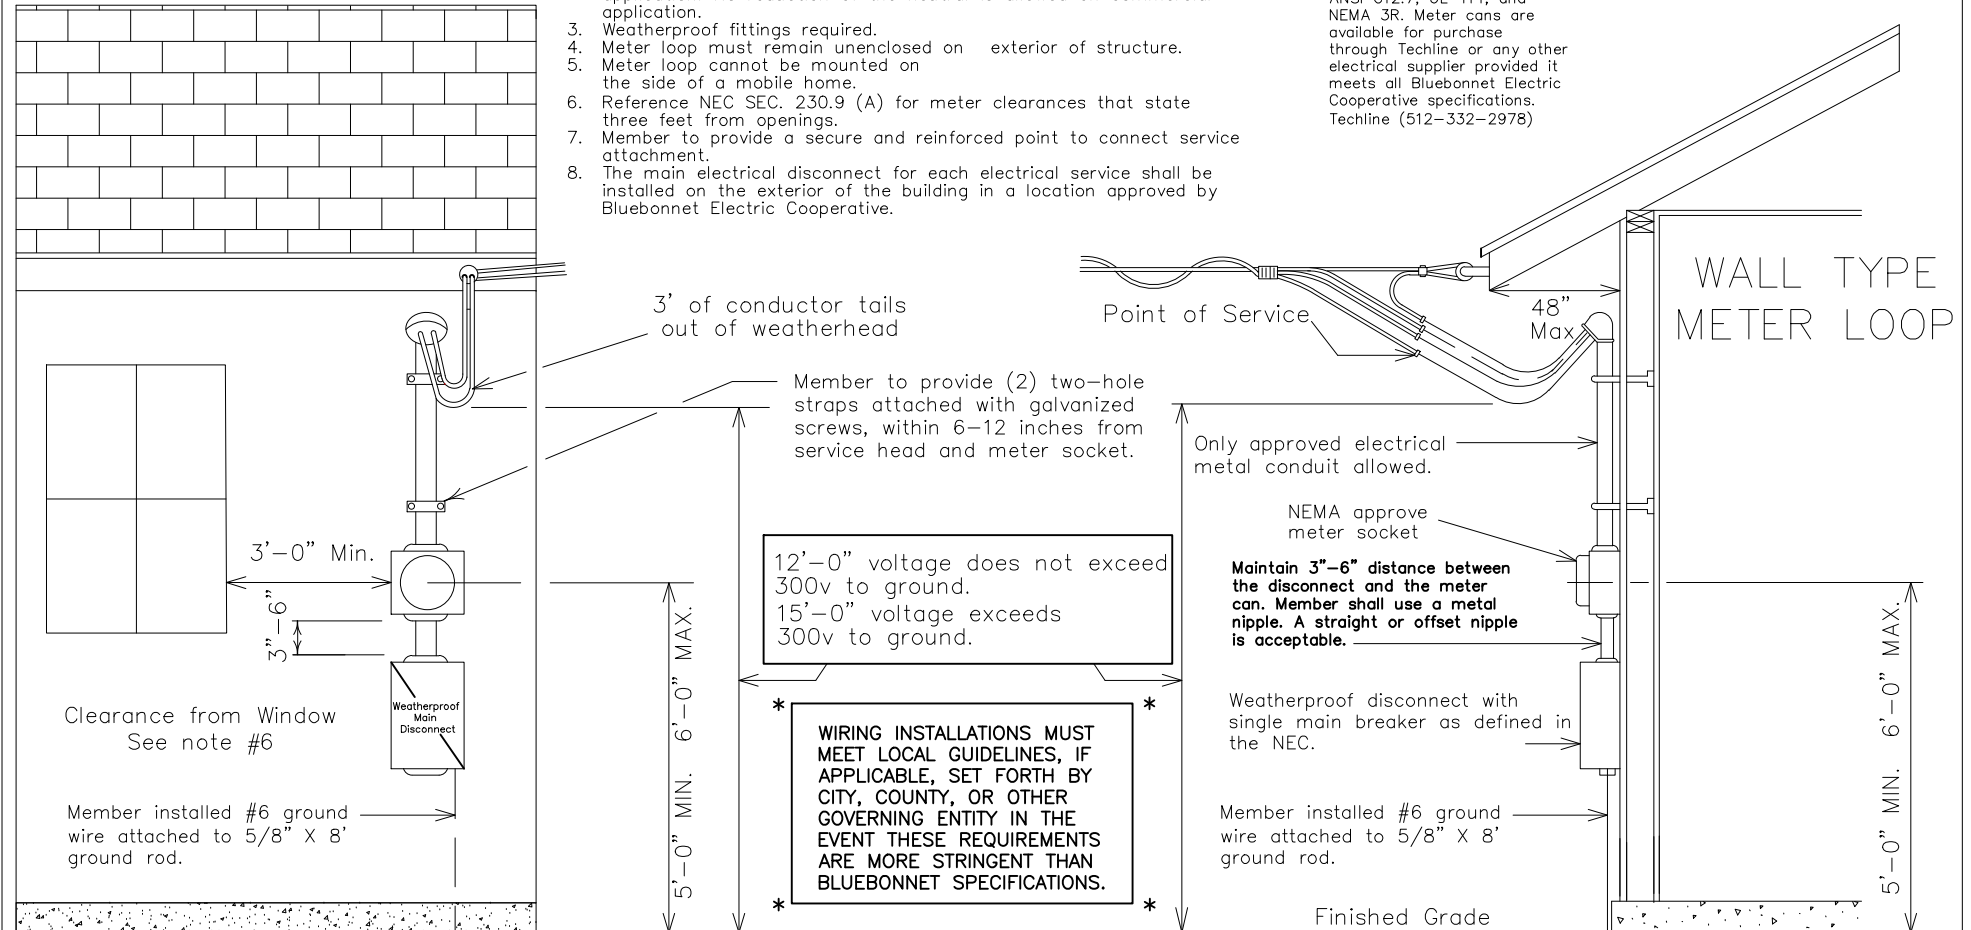 application.
3. Weatherproof fittings required.
4. Meter loop must remain unenclosed on exterior of structure.
5. Meter loop cannot be mounted on
the side of a mobile home.
6. Reference NEC SEC. 230.9 (A) for meter clearances that state
three feet from openings.
7. Member to provide a secure and reinforced point to connect service
attachment.
8. The main electrical disconnect for each electrical service shall be
installed on the exterior of the building in a location approved by
Bluebonnet Electric Cooperative.
NEMA 3R. Meter cans are
available for purchase
through Techline or any other
electrical supplier provided it
meets all Bluebonnet Electric
Cooperative specifications.
Techline (512-332-2978)
WALL TYPE
METER LOOP
3' of conductor tails
out of weatherhead
Point of Service
48"
Max
Member to provide (2) two-hole
straps attached with galvanized
screws, within 6-12 inches from
service head and meter socket.
Only approved electrical
metal conduit allowed.
NEMA approve
meter socket
3'-0" Min.
3"-6"
12'-0" voltage does not exceed
300v to ground.
15'-0" voltage exceeds
300v to ground.
Maintain 3"-6" distance between
the disconnect and the meter
can. Member shall use a metal
nipple. A straight or offset nipple
is acceptable.
Weatherproof
Main
Disconnect
Clearance from Window
See note #6
5'-0" MIN. 6'-0" MAX.
* *
WIRING INSTALLATIONS MUST
MEET LOCAL GUIDELINES, IF
APPLICABLE, SET FORTH BY
CITY, COUNTY, OR OTHER
GOVERNING ENTITY IN THE
EVENT THESE REQUIREMENTS
ARE MORE STRINGENT THAN
BLUEBONNET SPECIFICATIONS.
* *
Weatherproof disconnect with
single main breaker as defined in
the NEC.
5'-0" MIN. 6'-0" MAX.
Member installed #6 ground
wire attached to 5/8" X 8'
ground rod.
Member installed #6 ground
wire attached to 5/8" X 8'
ground rod.
Finished Grade